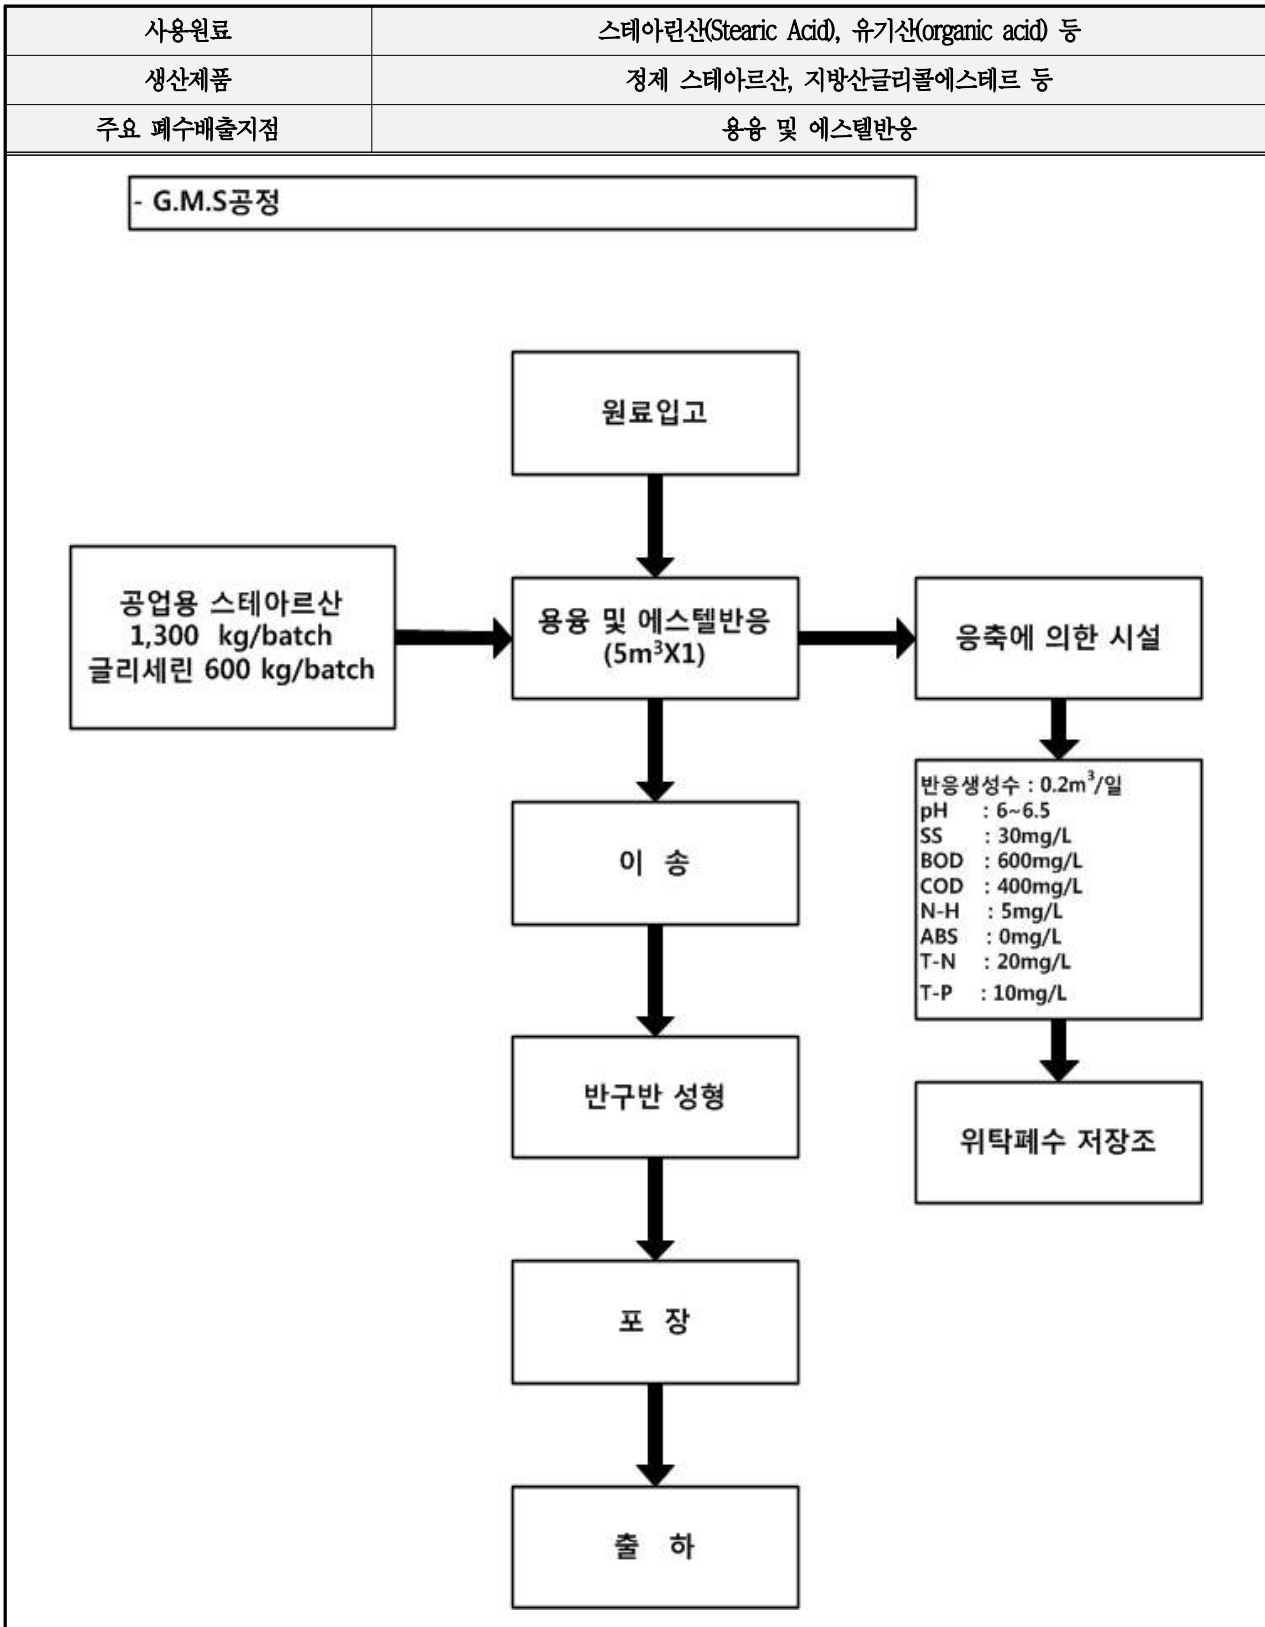 사용원료 스테아린산(Stearic Acid), 유기산(organic acid) 등
생산제품 정제 스테아르산, 지방산글리콜에스테르 등
주요 폐수배출지점 용융 및 에스텔반응
- G.M.S공정
원료입고
공업용 스테아르산
1,300 kg/batch
글리세린 600 kg/batch
용융 및 에스텔반응
(5m³X1)
응축에 의한 시설
반응생성수 : 0.2m³/일
pH : 6~6.5
SS : 30mg/L
BOD : 600mg/L
COD : 400mg/L
N-H : 5mg/L
ABS : 0mg/L
T-N : 20mg/L
T-P : 10mg/L
이 송
반구반 성형
위탁폐수 저장조
포 장
출 하